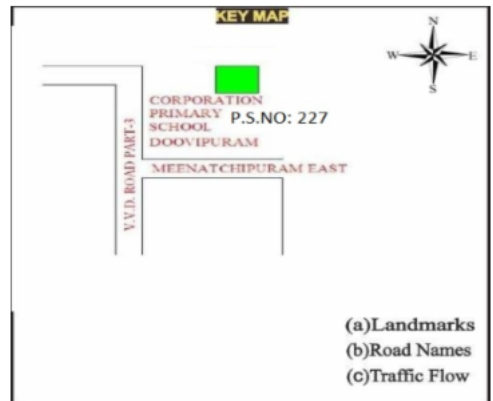 KEY MAP
N
W
E
S
CORPORATION
PRIMARY
SCHOOL
DOOVIPURAM
P.S.NO: 227
V.V.D. ROAD PART-3
MEENATCHIPURAM EAST
(a)Landmarks
(b)Road Names
(c)Traffic Flow